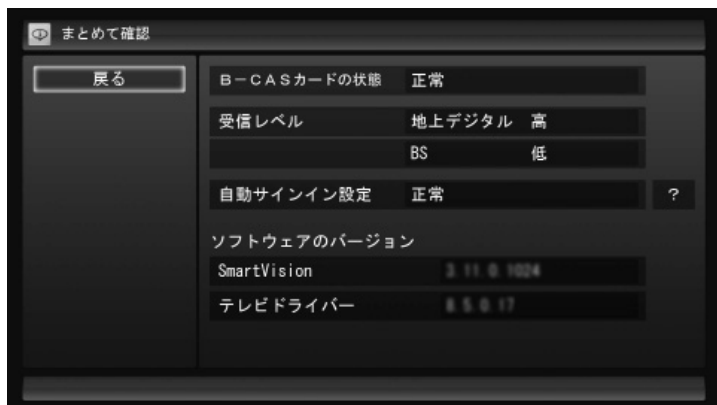 まとめて確認
戻る
B-CASカードの状態 正常
受信レベル 地上デジタル 高
BS 低
自動サインイン設定 正常 ?
ソフトウェアのバージョン
SmartVision 3.11.0.1024
テレビドライバー 8.5.0.17